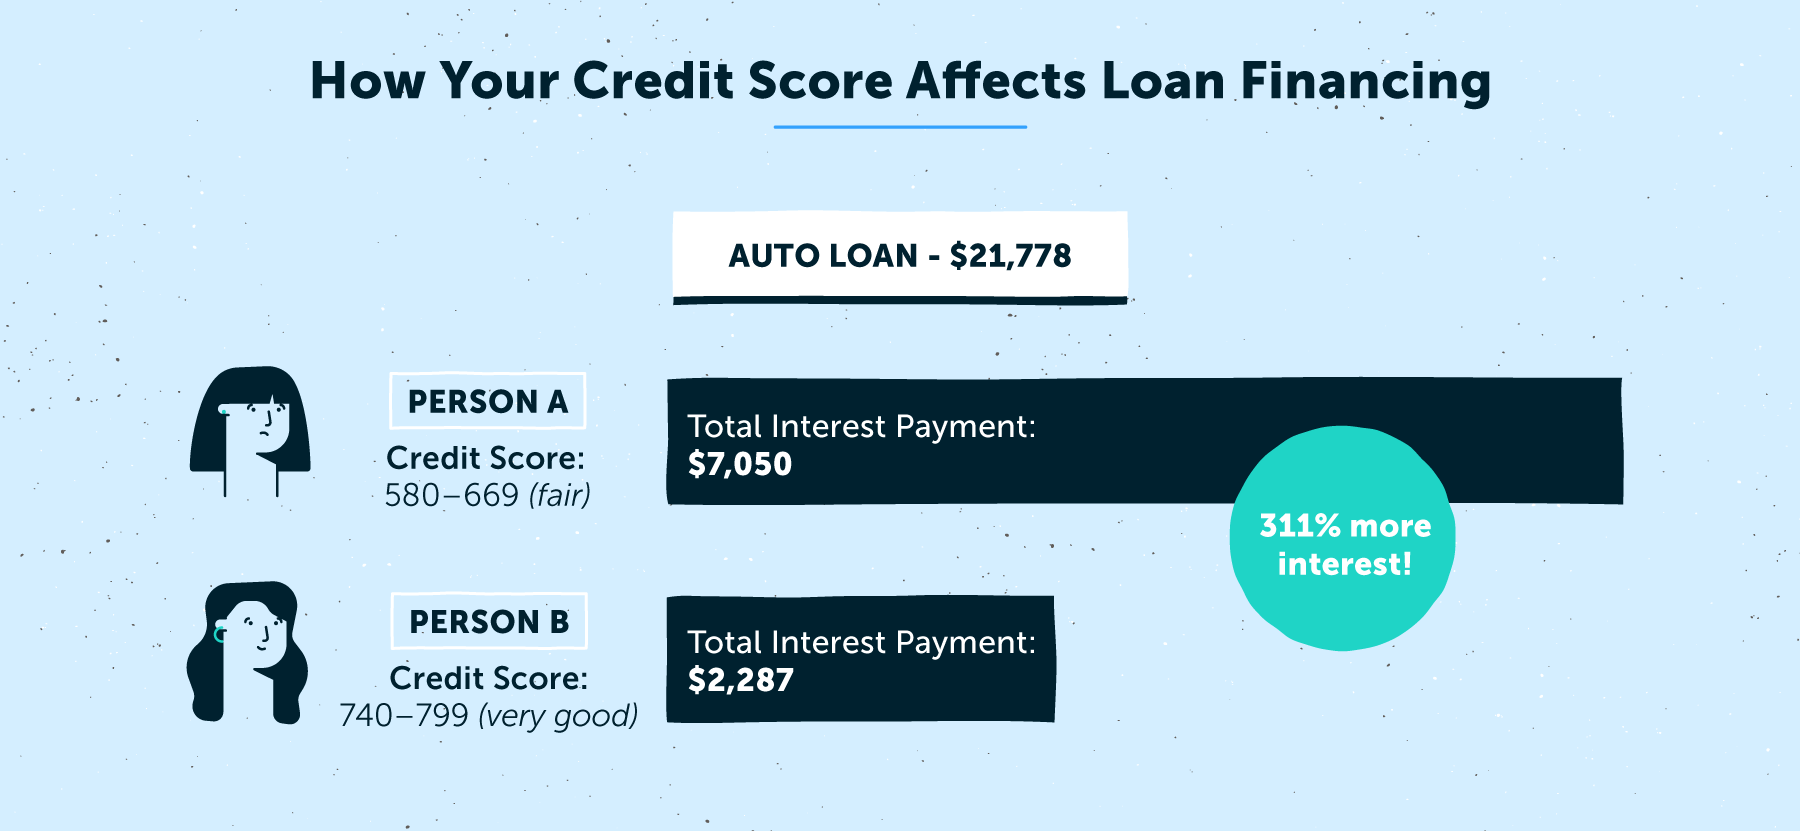 How Your Credit Score Affects Loan Financing
AUTO LOAN - $21,778
PERSON A
Credit Score:
580–669 (fair)
Total Interest Payment:
$7,050
311% more
interest!
PERSON B
Credit Score:
740–799 (very good)
Total Interest Payment:
$2,287